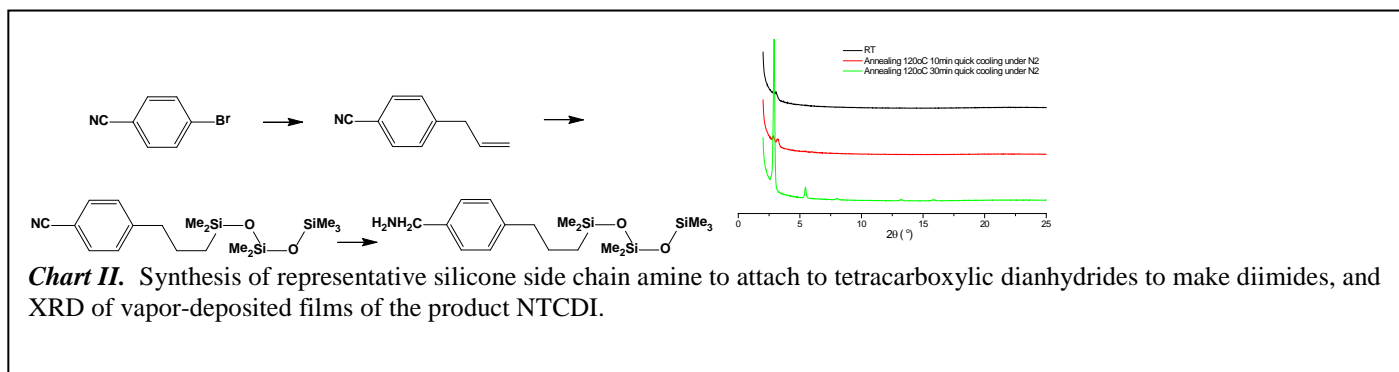 NC
Br
NC
RT
Annealing 120oC 10min quick cooling under N2
Annealing 120oC 30min quick cooling under N2
0 5 10 15 20 25
2θ ( °)
NC
Me2Si
O
SiMe3
Me2Si
O
H2NH2C
Me2Si
O
SiMe3
Me2Si
O
Chart II. Synthesis of representative silicone side chain amine to attach to tetracarboxylic dianhydrides to make diimides, and
XRD of vapor-deposited films of the product NTCDI.